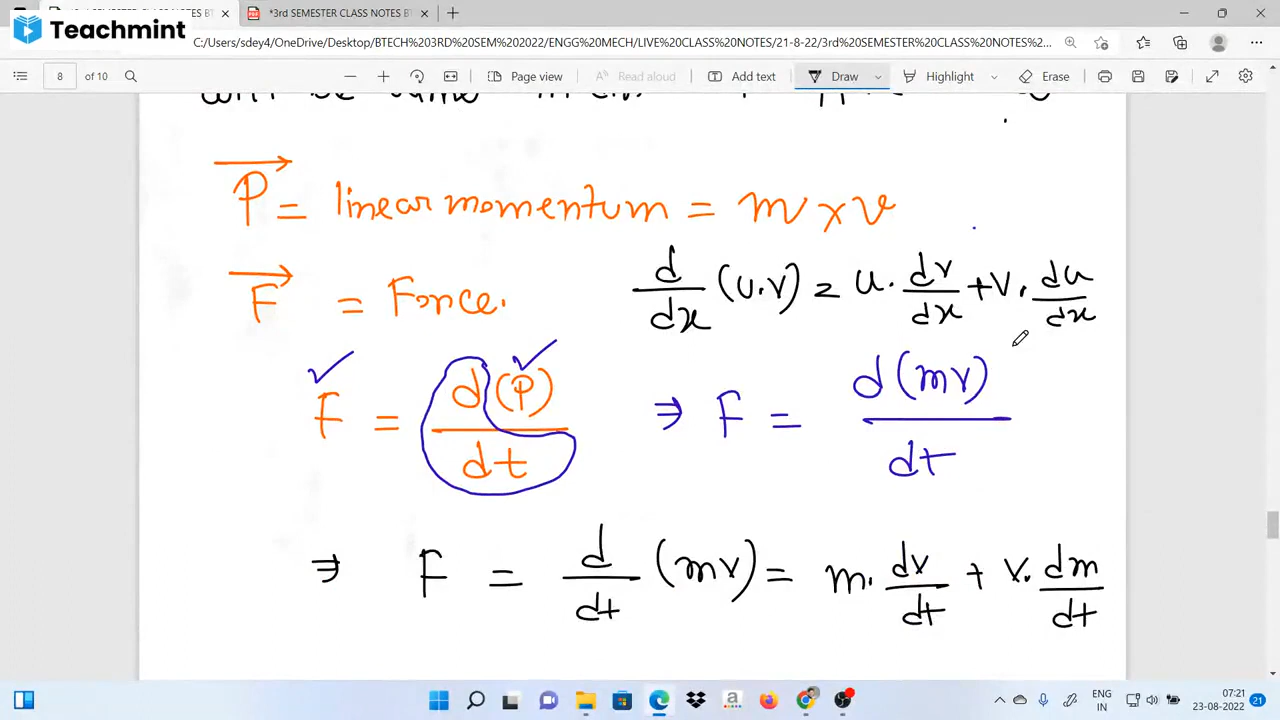 *3rd SEMESTER CLASS NOTES BT
Teachmint
C:/Users/sdey4/OneDrive/Desktop/BTECH%203RD%20SEM%202022/ENGG%20MECH/LIVE%20CLASS%20NOTES/21-8-22/3rd%20SEMESTER%20CLASS%20NOTES%...
8 of 10 Page view Read aloud Add text Draw Highlight Erase
P = linear momentum = m x v
F = Force.
d/dx (u.v) = u. dv/dx + v. du/dx
F = d(P)/dt ⇒ F = d(mv)/dt
⇒ F = d/dt (mv) = m. dv/dt + v. dm/dt
ENG 07:21
IN 23-08-2022 21